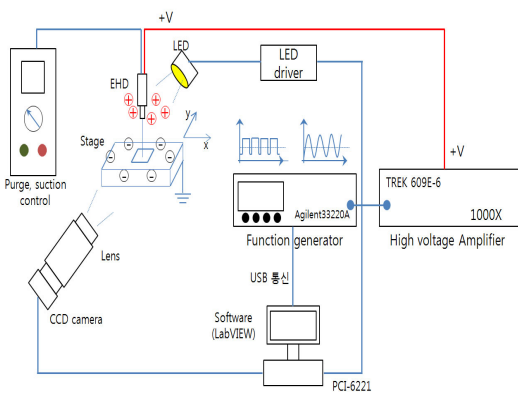 +V
LED
LED
driver
EHD
y
x
Stage
+V
TREK 609E-6
1000X
Agilent33220A
Purge, suction
control
Function generator
High voltage Amplifier
Lens
USB 통신
CCD camera
Software
(LabVIEW)
PCI-6221